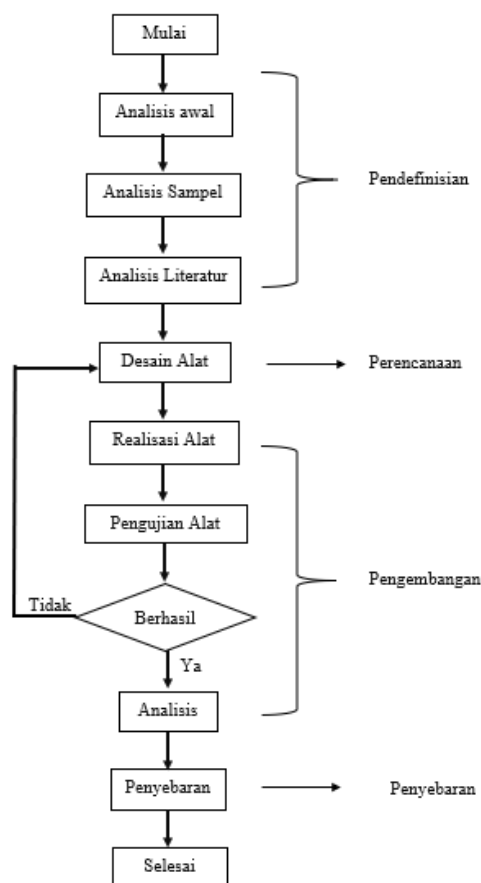 Mulai
Analisis awal
Analisis Sampel
Pendefinisian
Analisis Literatur
Desain Alat
Perencanaan
Realisasi Alat
Pengujian Alat
Pengembangan
Tidak
Berhasil
Ya
Analisis
Penyebaran
Penyebaran
Selesai